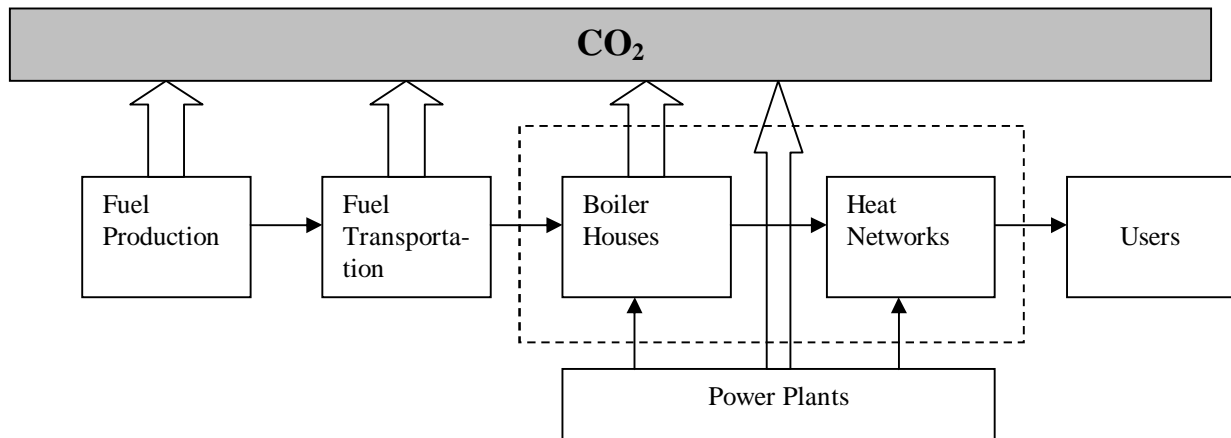 CO₂
Fuel
Production
Fuel
Transporta-
tion
Boiler
Houses
Heat
Networks
Users
Power Plants